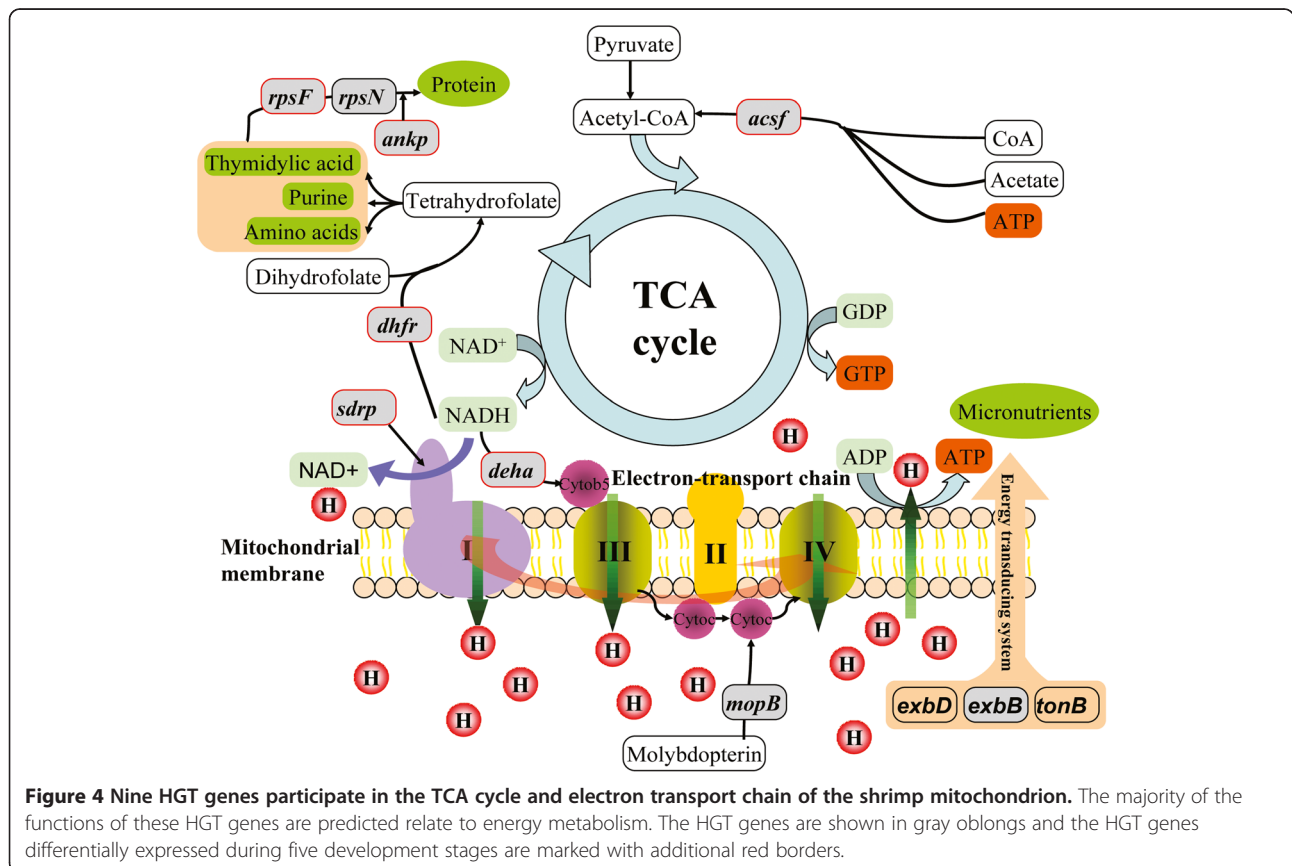 Pyruvate
Acetyl-CoA
acsf
CoA
Acetate
ATP
rpsF
rpsN
Protein
ankp
Thymidylic acid
Purine
Amino acids
Tetrahydrofolate
Dihydrofolate
dhfr
TCA
cycle
NAD+
NADH
GDP
GTP
sdrp
NAD+
H
deha
Cytob5
Electron-transport chain
H
ADP
H
ATP
Micronutrients
Mitochondrial
membrane
I
III
II
IV
Energy transducing system
Cytoc
Cytoc
H
H
H
H
H
H
H
H
H
H
H
H
mopB
Molybdopterin
exbD
exbB
tonB
Figure 4 Nine HGT genes participate in the TCA cycle and electron transport chain of the shrimp mitochondrion. The majority of the
functions of these HGT genes are predicted relate to energy metabolism. The HGT genes are shown in gray oblongs and the HGT genes
differentially expressed during five development stages are marked with additional red borders.